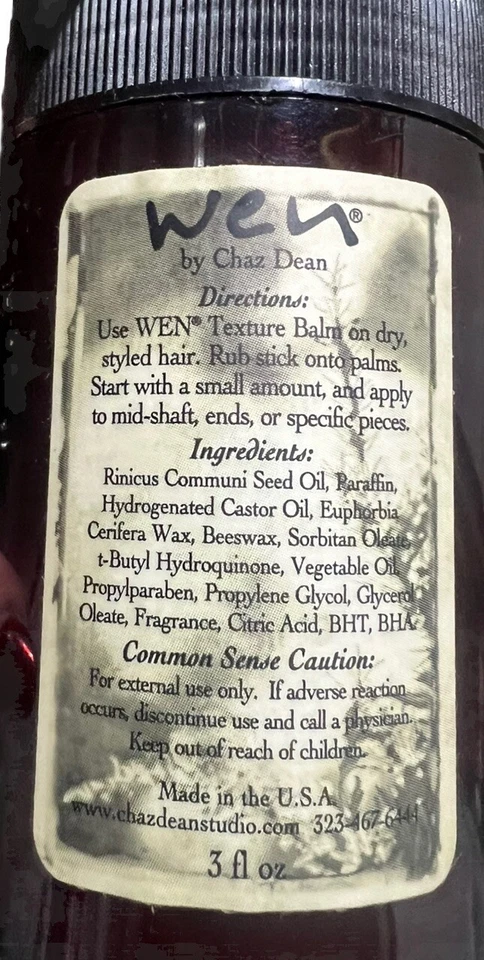 wen®
by Chaz Dean
Directions:
Use WEN® Texture Balm on dry,
styled hair. Rub stick onto palms.
Start with a small amount, and apply
to mid-shaft, ends, or specific pieces.
Ingredients:
Rinicus Communi Seed Oil, Paraffin,
Hydrogenated Castor Oil, Euphorbia
Cerifera Wax, Beeswax, Sorbitan Oleate,
t-Butyl Hydroquinone, Vegetable Oil,
Propylparaben, Propylene Glycol, Glycerol
Oleate, Fragrance, Citric Acid, BHT, BHA.
Common Sense Caution:
For external use only. If adverse reaction
occurs, discontinue use and call a physician.
Keep out of reach of children.
Made in the U.S.A.
www.chazdeanstudio.com 323-467-6444
3 fl oz